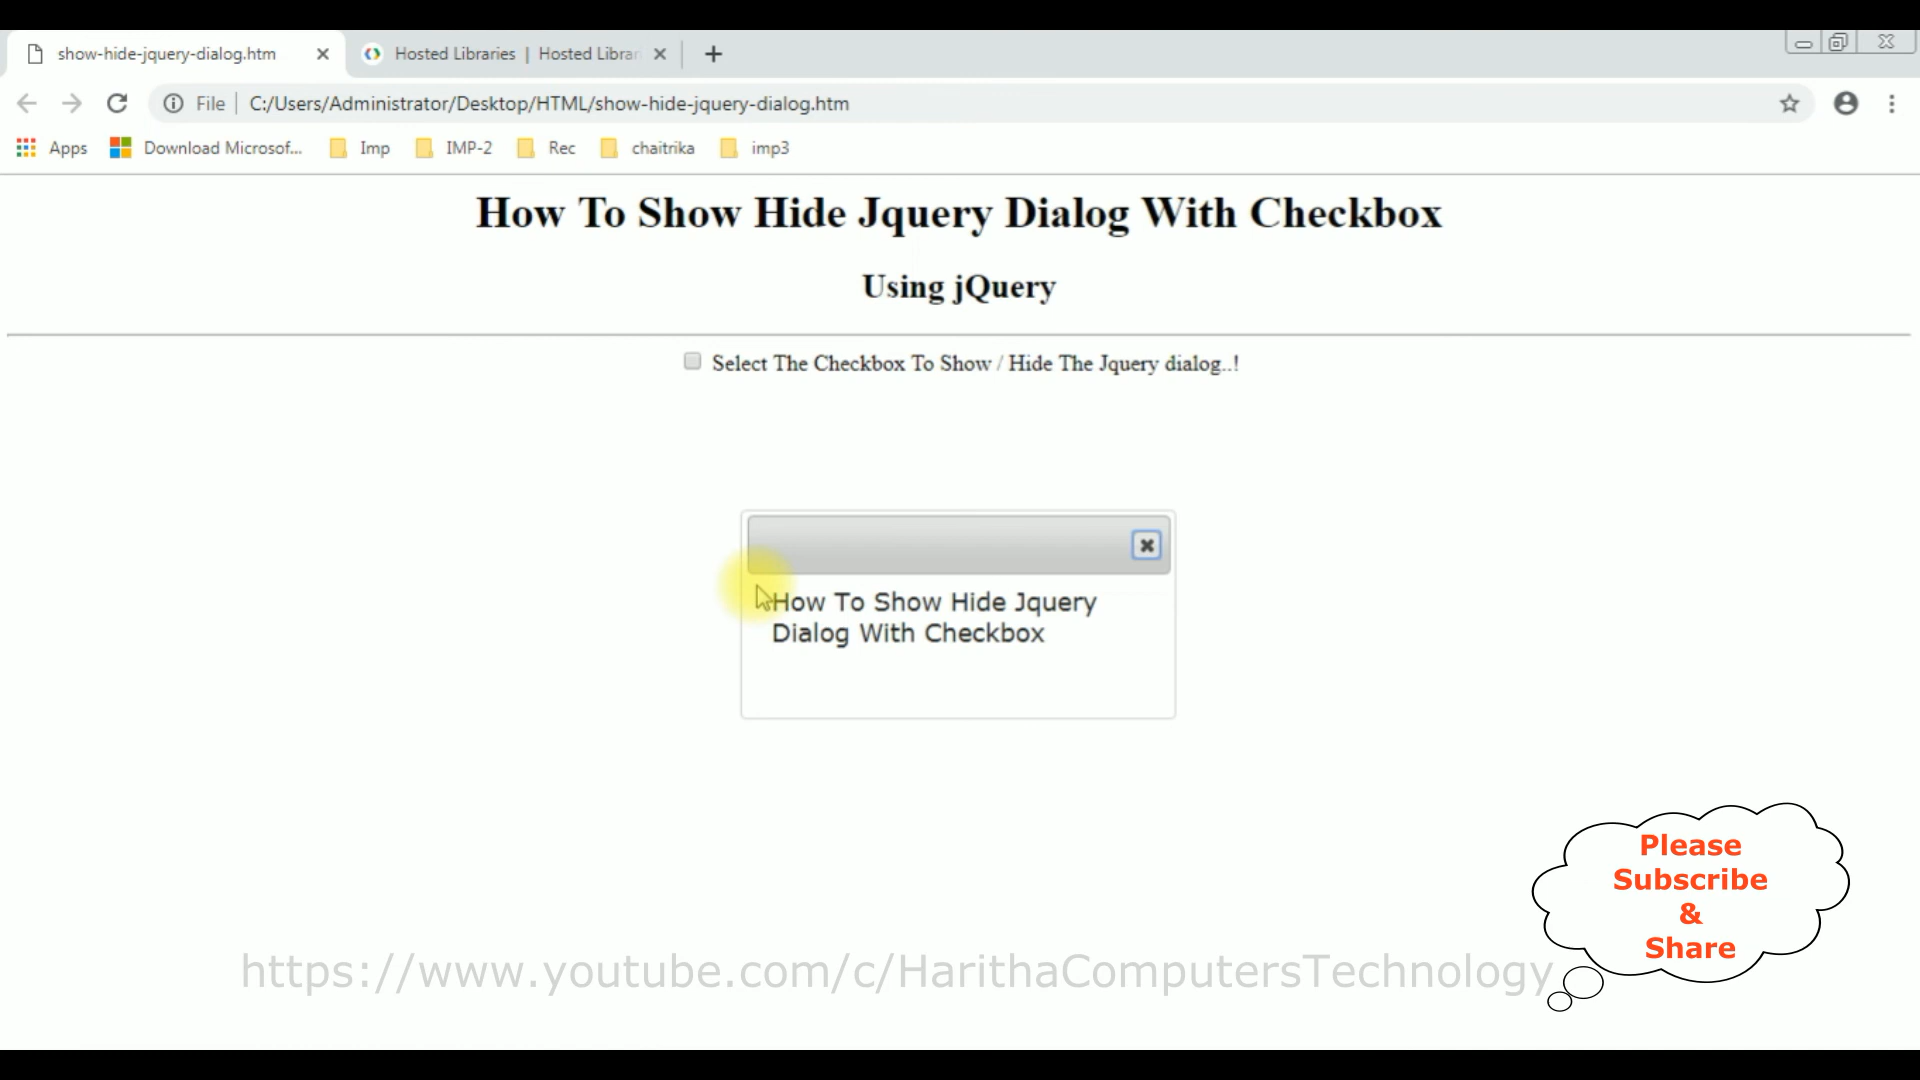 show-hide-jquery-dialog.htm
Hosted Libraries | Hosted Librar
File
C:/Users/Administrator/Desktop/HTML/show-hide-jquery-dialog.htm
Apps
Download Microsof...
Imp
IMP-2
Rec
chaitrika
imp3
How To Show Hide Jquery Dialog With Checkbox
Using jQuery
Select The Checkbox To Show / Hide The Jquery dialog..!
How To Show Hide Jquery
Dialog With Checkbox
Please
Subscribe
&
Share
https://www.youtube.com/c/HarithaComputersTechnology